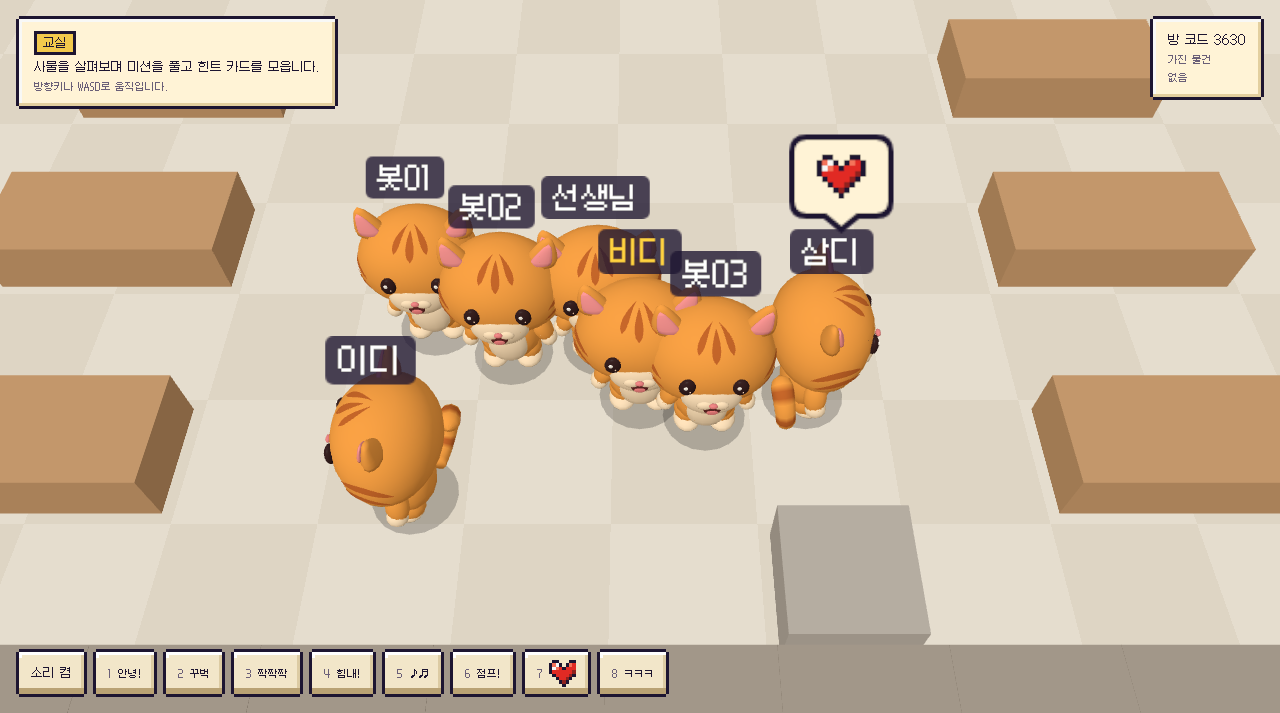 교실
사물을 살펴보며 미션을 풀고 힌트 카드를 모읍니다.
방향키나 WASD로 움직입니다.
방 코드 3630
가진 물건
없음
봇01
봇02
선생님
비디
봇03
삼디
이디
소리 켬
1 안녕!
2 꾸벅
3 짝짝짝
4 힘내!
5 ♪♬
6 점프!
7
8 ㅋㅋㅋ